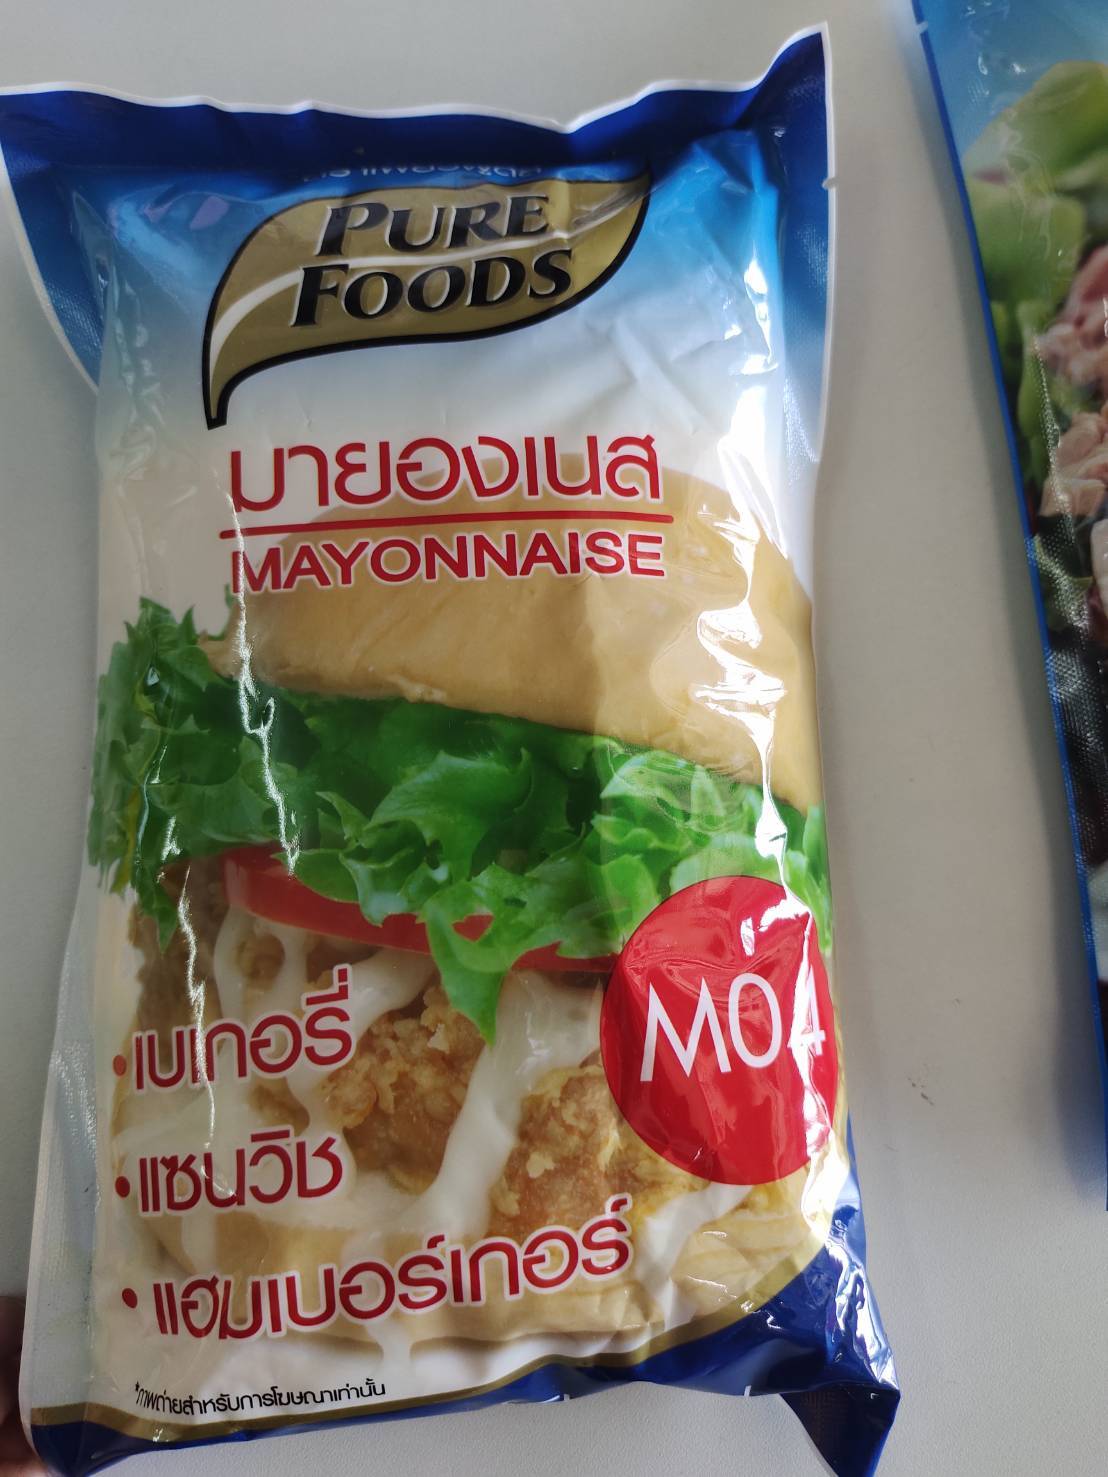 PURE
FOODS
มายองเนส
MAYONNAISE
M04
•เบเกอรี่
•แซนวิช
•แฮมเบอร์เกอร์
*ภาพถ่ายสำหรับการโฆษณาเท่านั้น